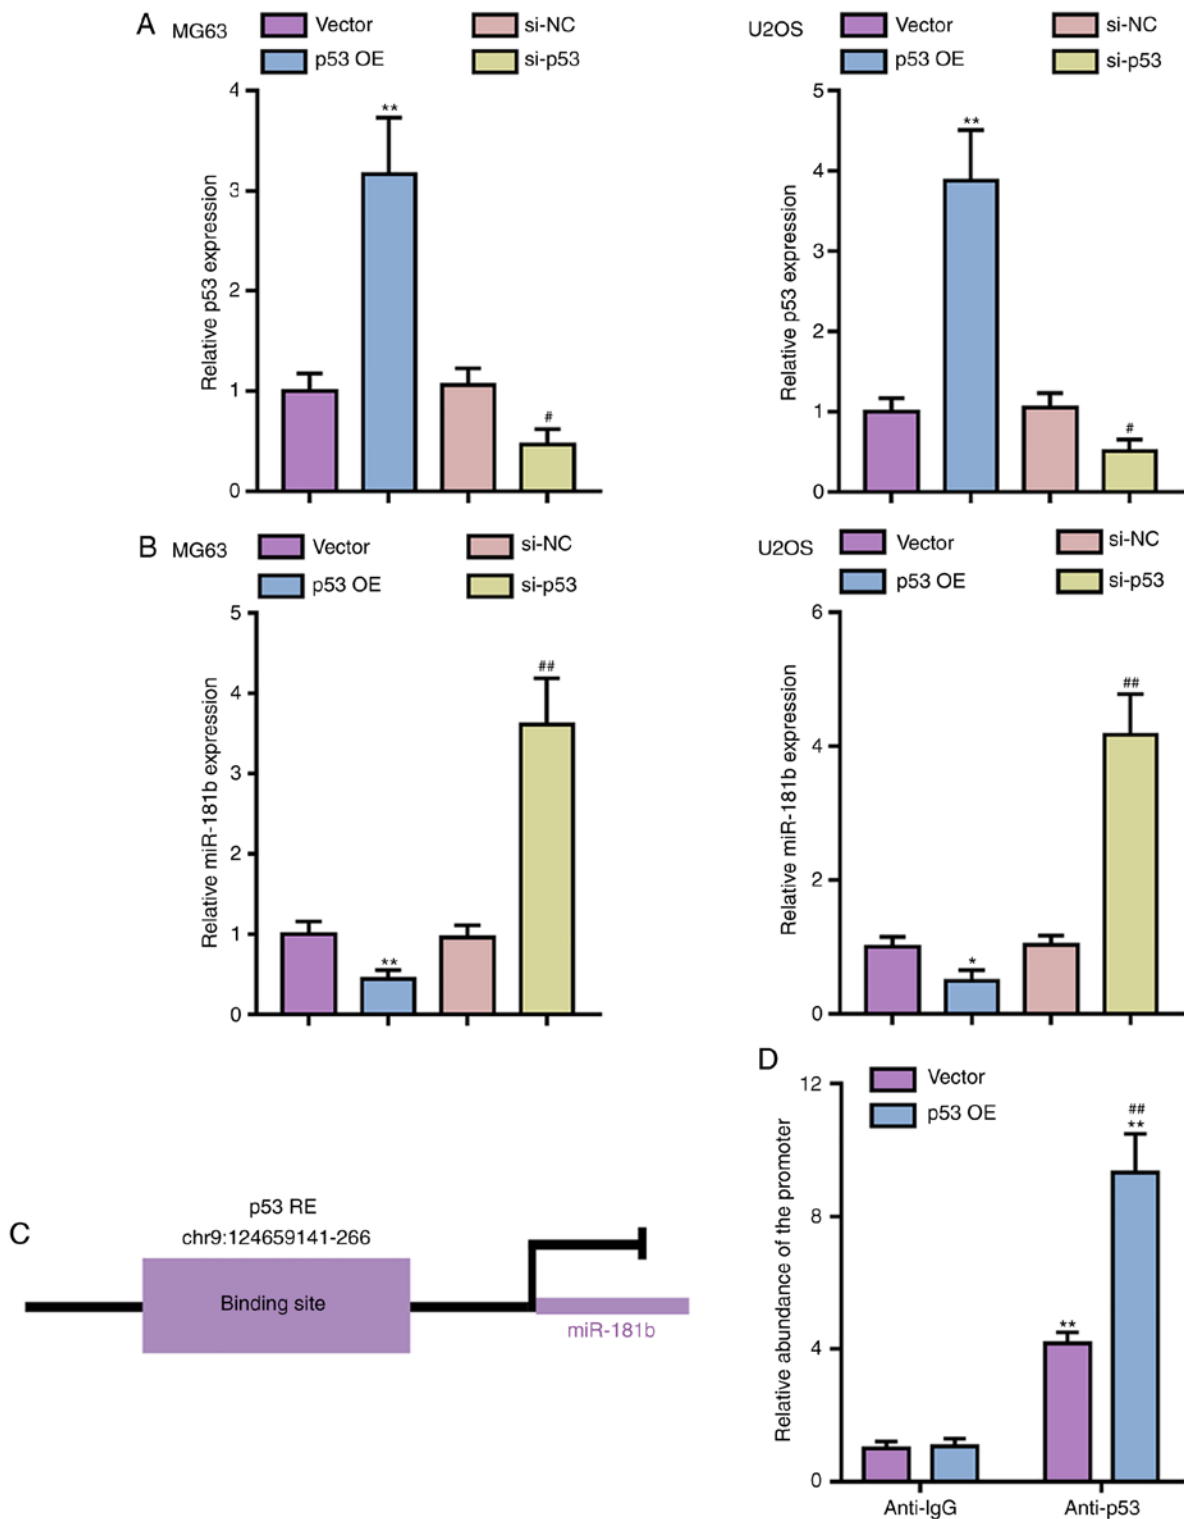 A MG63
Vector
p53 OE
si-NC
si-p53
Relative p53 expression
4
3
2
1
0
**
#
U2OS
Vector
p53 OE
si-NC
si-p53
Relative p53 expression
5
4
3
2
1
0
**
#
B MG63
Vector
p53 OE
si-NC
si-p53
Relative miR-181b expression
5
4
3
2
1
0
**
##
U2OS
Vector
p53 OE
si-NC
si-p53
Relative miR-181b expression
6
4
2
0
*
##
C
p53 RE
chr9:124659141-266
Binding site
miR-181b
D
Vector
p53 OE
Relative abundance of the promoter
12
8
4
0
**
##
**
Anti-IgG
Anti-p53